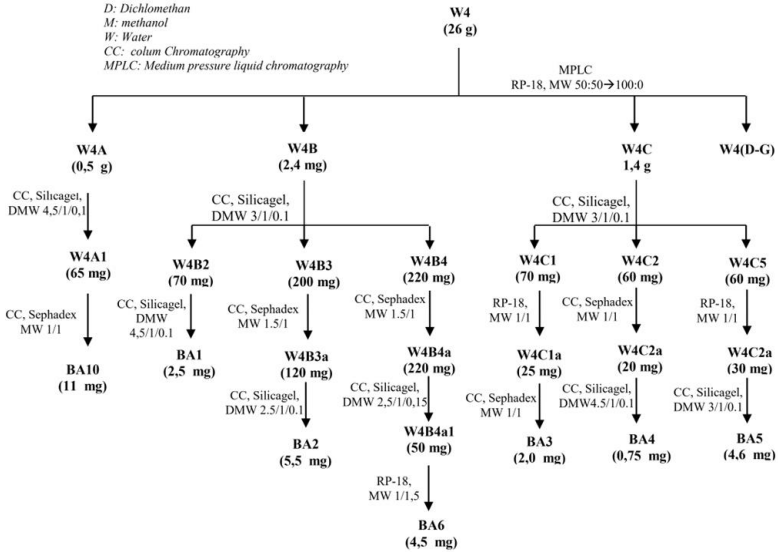 D: Dichlomethan
M: methanol
W: Water
CC: colum Chromatography
MPLC: Medium pressure liquid chromatography
W4
(26 g)
MPLC
RP-18, MW 50:50→100:0
W4A
(0,5 g)
W4B
(2,4 mg)
W4C
1,4 g
W4(D-G)
CC, Silicagel,
DMW 4,5/1/0,1
CC, Silicagel,
DMW 3/1/0.1
CC, Silicagel,
DMW 3/1/0.1
W4A1
(65 mg)
W4B2
(70 mg)
W4B3
(200 mg)
W4B4
(220 mg)
W4C1
(70 mg)
W4C2
(60 mg)
W4C5
(60 mg)
CC, Sephadex
MW 1/1
CC, Silicagel,
DMW
4,5/1/0.1
CC, Sephadex
MW 1.5/1
CC, Sephadex
MW 1.5/1
RP-18,
MW 1/1
CC, Sephadex
MW 1/1
RP-18,
MW 1/1
BA10
(11 mg)
BA1
(2,5 mg)
W4B3a
(120 mg)
W4B4a
(220 mg)
W4C1a
(25 mg)
W4C2a
(20 mg)
W4C2a
(30 mg)
CC, Silicagel,
DMW 2.5/1/0.1
CC, Silicagel,
DMW 2,5/1/0,15
CC, Sephadex
MW 1/1
CC, Silicagel,
DMW4.5/1/0.1
CC, Silicagel,
DMW 3/1/0.1
BA2
(5,5 mg)
W4B4a1
(50 mg)
BA3
(2,0 mg)
BA4
(0,75 mg)
BA5
(4,6 mg)
RP-18,
MW 1/1,5
BA6
(4,5 mg)